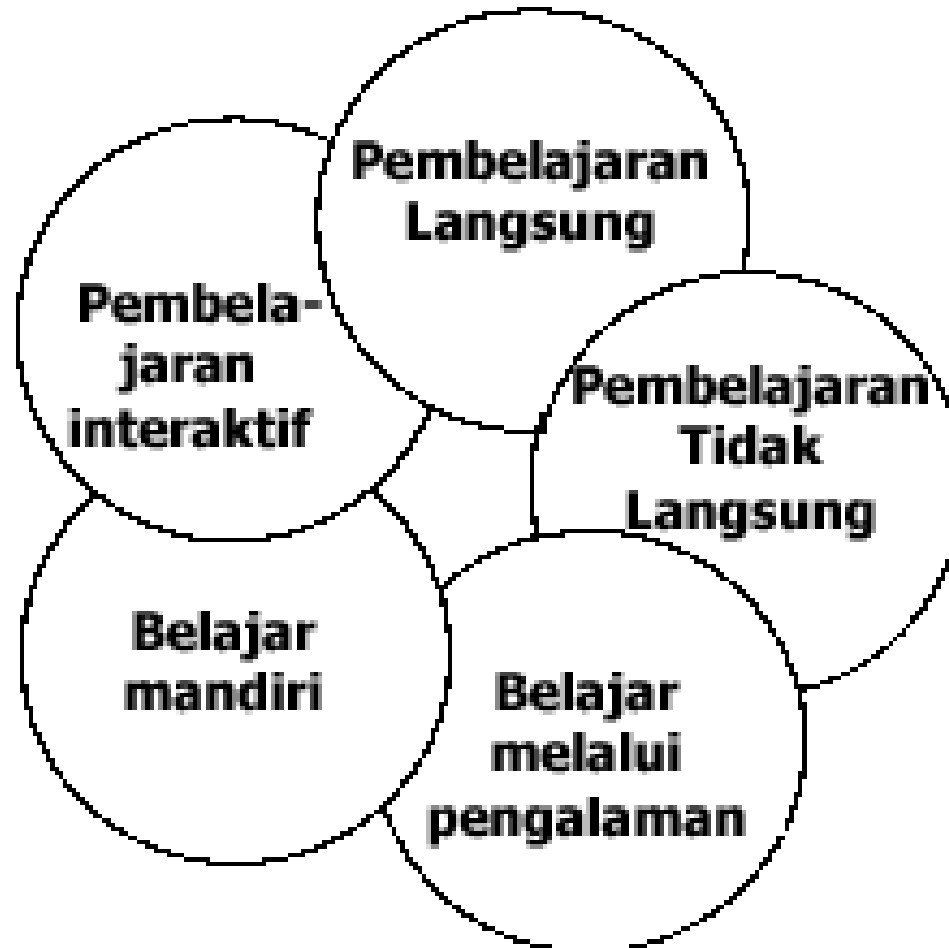 Pembelajaran
Langsung
Pembela-
jaran
interaktif
Pembelajaran
Tidak
Langsung
Belajar
mandiri
Belajar
melalui
pengalaman